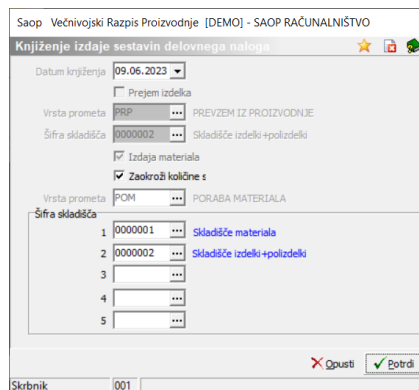 Saop Večnivojski Razpis Proizvodnje [DEMO] - SAOP RAČUNALNIŠTVO
Knjiženje izdaje sestavin delovnega naloga
Datum knjiženja 09.06.2023
Prejem izdelka
Vrsta prometa PRP ... PREVZEM IZ PROIZVODNJE
Šifra skladišča 0000002 ... Skladišče izdelki+polizdelki
Izdaja materiala
Zaokroži količine s
Vrsta prometa POM ... PORABA MATERIALA
Šifra skladišča
1 0000001 ... Skladišče materiala
2 0000002 ... Skladišče izdelki+polizdelki
3 ...
4 ...
5 ...
Opusti Potrdi
Skrbnik 001